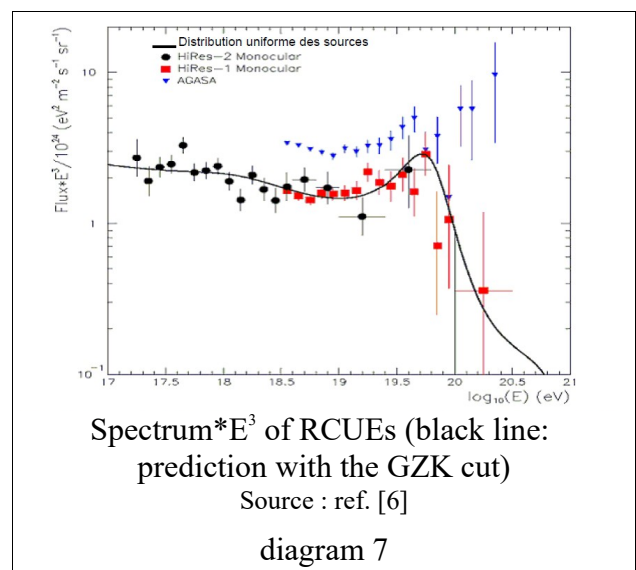 Distribution uniforme des sources
HiRes−2 Monocular
HiRes−1 Monocular
AGASA
Flux*E³/10²⁴ (eV² m⁻² s⁻¹ sr⁻¹)
10
1
10⁻¹
17 17.5 18 18.5 19 19.5 20 20.5 21
log₁₀(E) (eV)
Spectrum*E³ of RCUEs (black line:
prediction with the GZK cut)
Source : ref. [6]
diagram 7